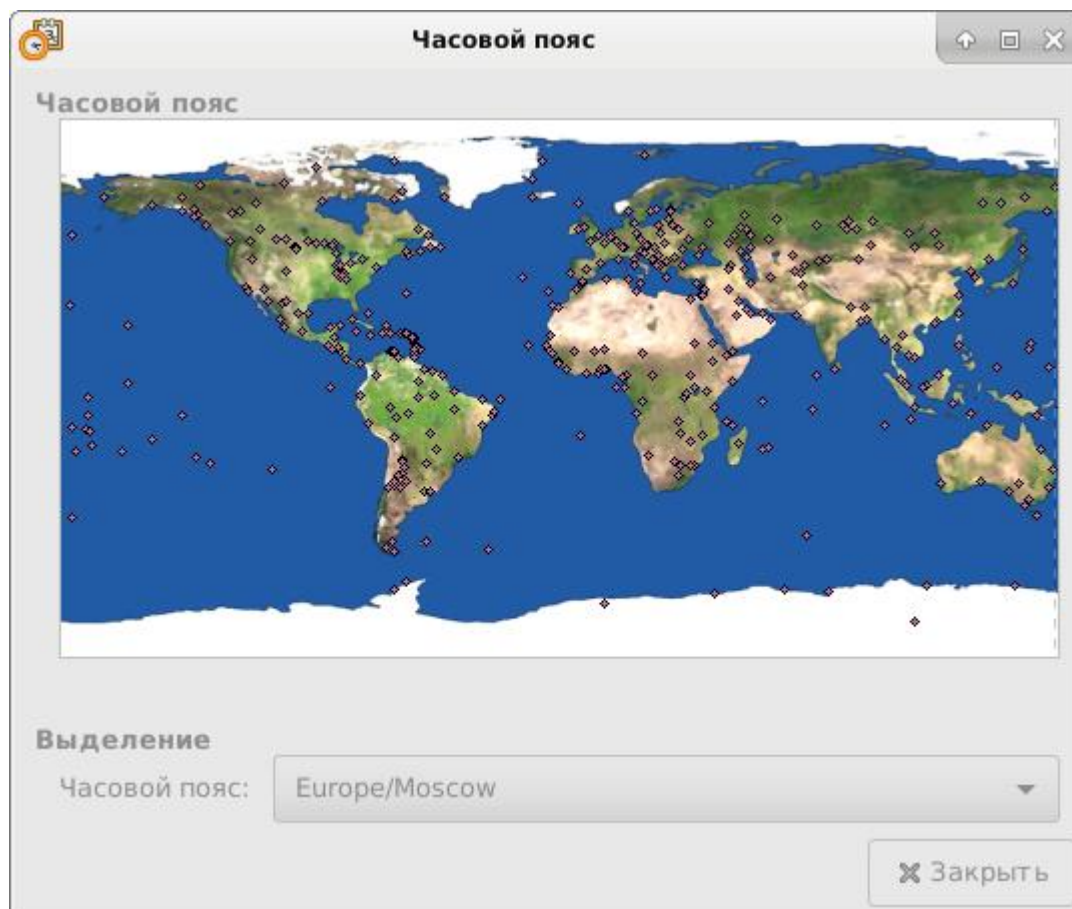 Часовой пояс
Часовой пояс
Выделение
Часовой пояс: Europe/Moscow
Закрыть